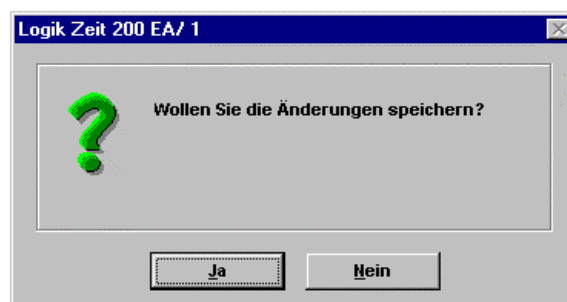 Logik Zeit 200 EA/ 1
Wollen Sie die Änderungen speichern?
Ja
Nein